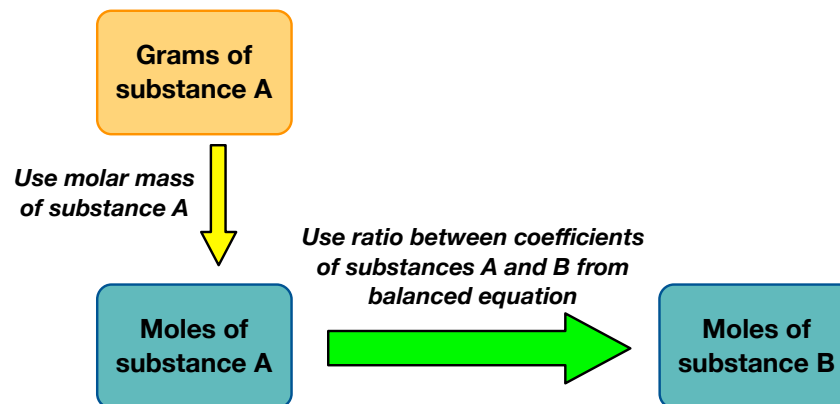 Grams of
substance A
Use molar mass
of substance A
Use ratio between coefficients
of substances A and B from
balanced equation
Moles of
substance A
Moles of
substance B